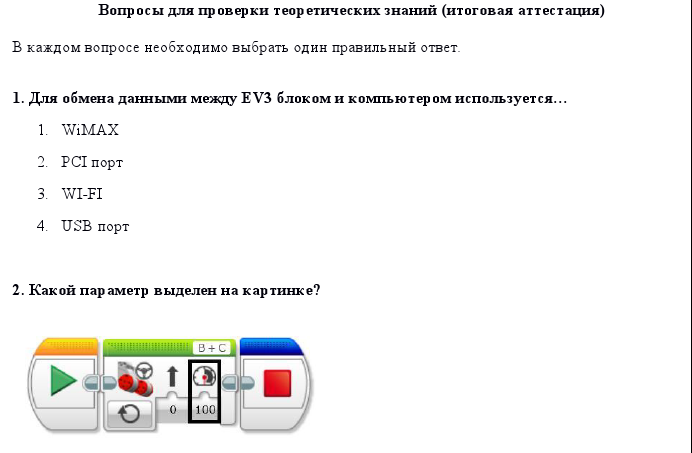 Вопросы для проверки теоретических знаний (итоговая аттестация)
В каждом вопросе необходимо выбрать один правильный ответ.
1. Для обмена данными между EV3 блоком и компьютером используется…
1. WiMAX
2. PCI порт
3. WI-FI
4. USB порт
2. Какой параметр выделен на картинке?
B + C
0 100